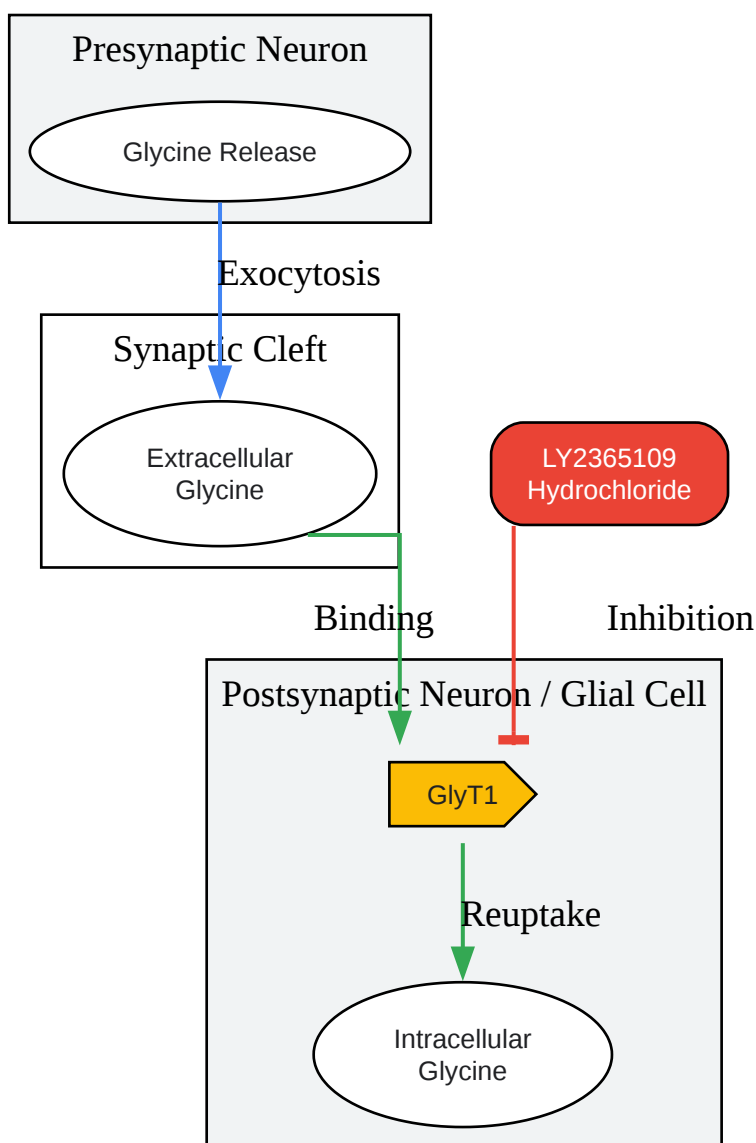 Presynaptic Neuron
Glycine Release
Exocytosis
Synaptic Cleft
Extracellular
Glycine
LY2365109
Hydrochloride
Binding
Inhibition
Postsynaptic Neuron / Glial Cell
GlyT1
Reuptake
Intracellular
Glycine